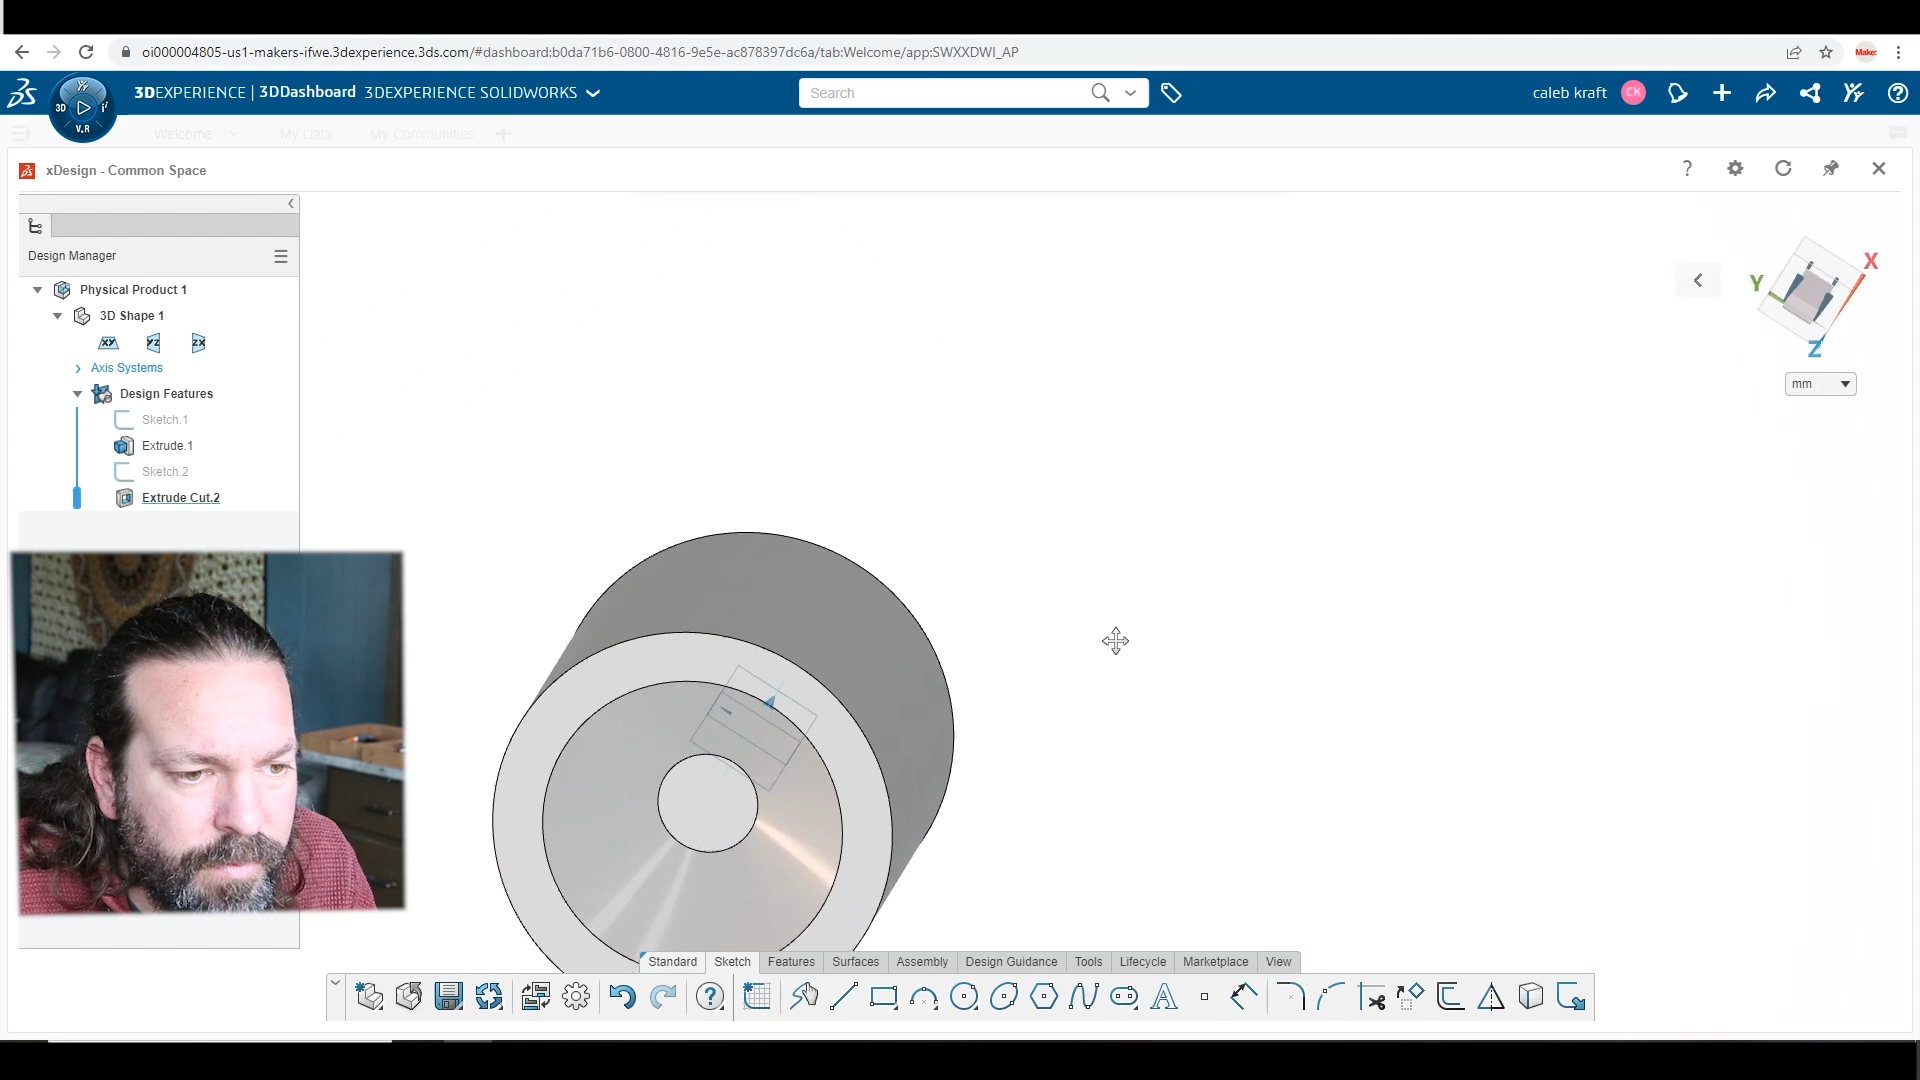 oi000004805-us1-makers-ifwe.3dexperience.3ds.com/#dashboard:b0da71b6-0800-4816-9e5e-ac878397dc6a/tab:Welcome/app:SWXXDWI_AP
Make:
3DEXPERIENCE | 3DDashboard 3DEXPERIENCE SOLIDWORKS
Search
caleb kraft CK
3D V.R
Welcome My Data My Communities
xDesign - Common Space
Design Manager
Physical Product 1
3D Shape 1
XY YZ ZX
Axis Systems
Design Features
Sketch.1
Extrude.1
Sketch.2
Extrude Cut.2
X
Y
Z
mm
Standard Sketch Features Surfaces Assembly Design Guidance Tools Lifecycle Marketplace View